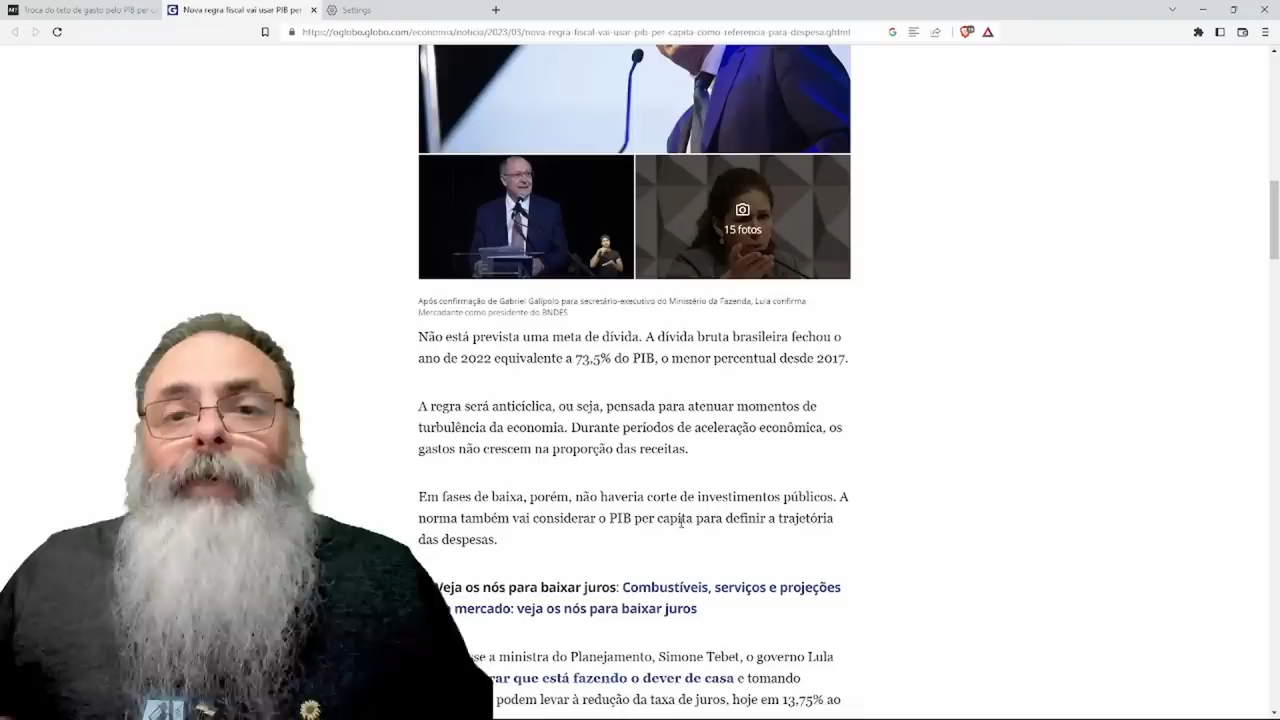 Troca do teto de gasto pelo PIB per ca
Nova regra fiscal vai usar PIB per
Settings
https://oglobo.globo.com/economia/noticia/2023/03/nova-regra-fiscal-vai-usar-pib-per-capita-como-referencia-para-despesa.ghtml
15 fotos
Após confirmação de Gabriel Galípolo para secretário-executivo do Ministério da Fazenda, Lula confirma
Mercadante como presidente do BNDES
Não está prevista uma meta de dívida. A dívida bruta brasileira fechou o
ano de 2022 equivalente a 73,5% do PIB, o menor percentual desde 2017.
A regra será anticíclica, ou seja, pensada para atenuar momentos de
turbulência da economia. Durante períodos de aceleração econômica, os
gastos não crescem na proporção das receitas.
Em fases de baixa, porém, não haveria corte de investimentos públicos. A
norma também vai considerar o PIB per capita para definir a trajetória
das despesas.
Veja os nós para baixar juros: Combustíveis, serviços e projeções
mercado: veja os nós para baixar juros
se a ministra do Planejamento, Simone Tebet, o governo Lula
rar que está fazendo o dever de casa e tomando
podem levar à redução da taxa de juros, hoje em 13,75% ao